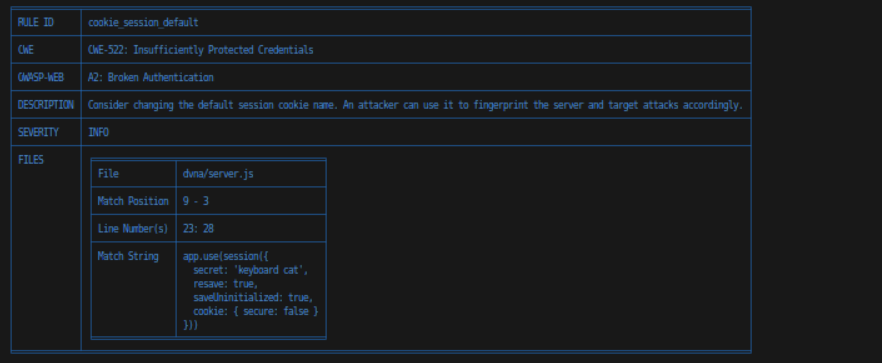 RULE ID cookie_session_default
CWE CWE-522: Insufficiently Protected Credentials
OWASP-WEB A2: Broken Authentication
DESCRIPTION Consider changing the default session cookie name. An attacker can use it to fingerprint the server and target attacks accordingly.
SEVERITY INFO
FILES
File dvna/server.js
Match Position 9 - 3
Line Number(s) 23: 28
Match String app.use(session({
secret: 'keyboard cat',
resave: true,
saveUninitialized: true,
cookie: { secure: false }
}))